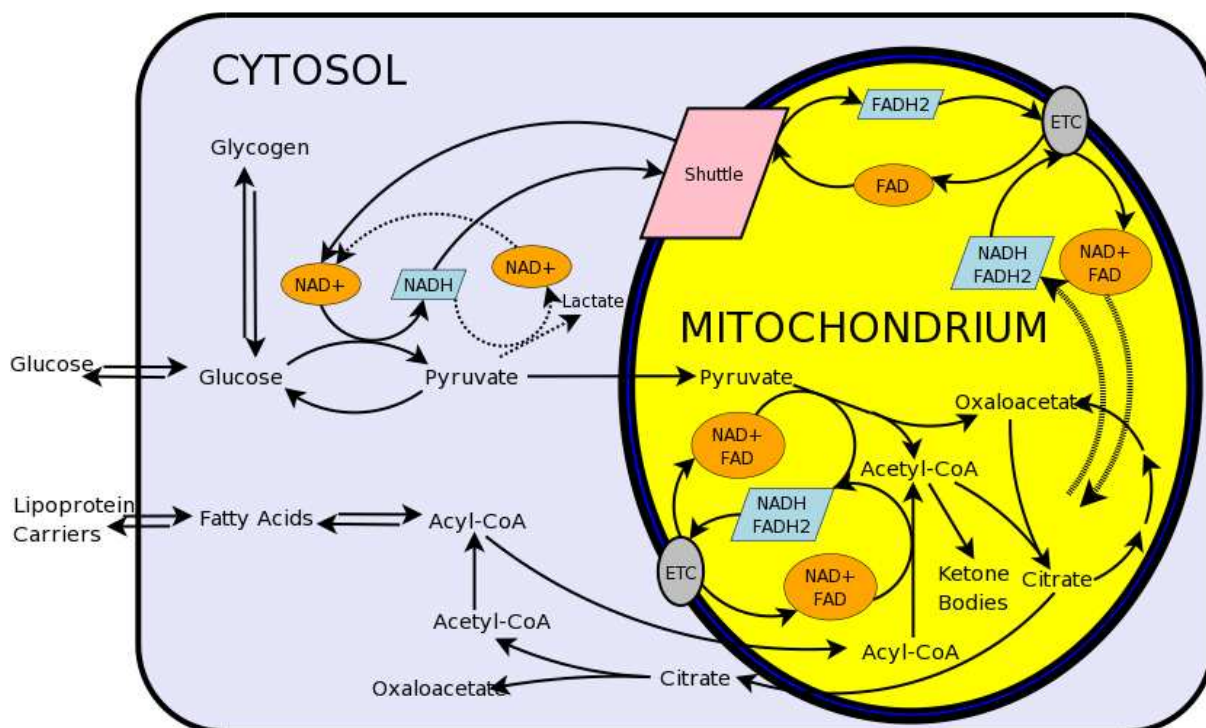 CYTOSOL
Glycogen
FADH2
ETC
Shuttle
FAD
NAD+
NADH
NAD+
Lactate
NADH
FADH2
NAD+
FAD
MITOCHONDRIUM
Glucose
Glucose
Pyruvate
Pyruvate
Oxaloacetate
NAD+
FAD
Acetyl-CoA
NADH
FADH2
Lipoprotein
Carriers
Fatty Acids
Acyl-CoA
ETC
NAD+
FAD
Ketone
Bodies
Citrate
Acetyl-CoA
Acyl-CoA
Citrate
Oxaloacetate